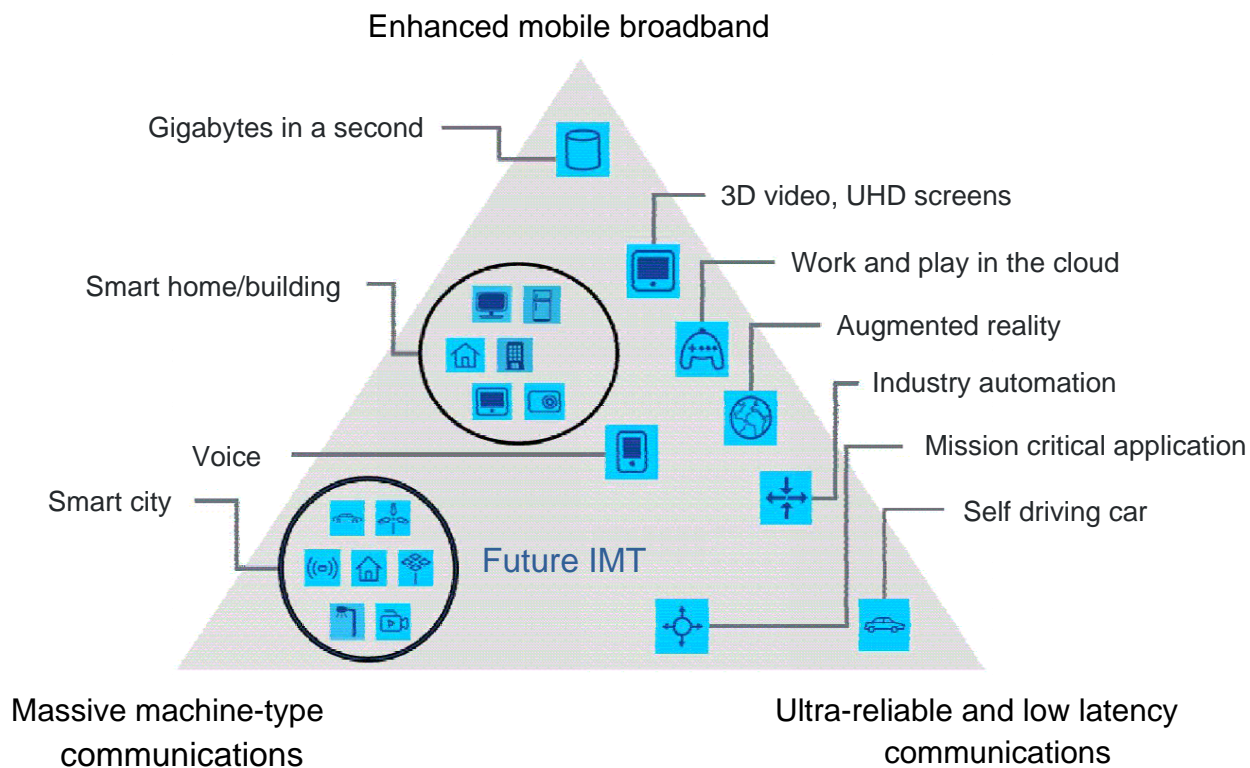 Enhanced mobile broadband
Gigabytes in a second
3D video, UHD screens
Work and play in the cloud
Smart home/building
Augmented reality
Industry automation
Mission critical application
Voice
Smart city
Self driving car
Future IMT
Massive machine-type
communications
Ultra-reliable and low latency
communications